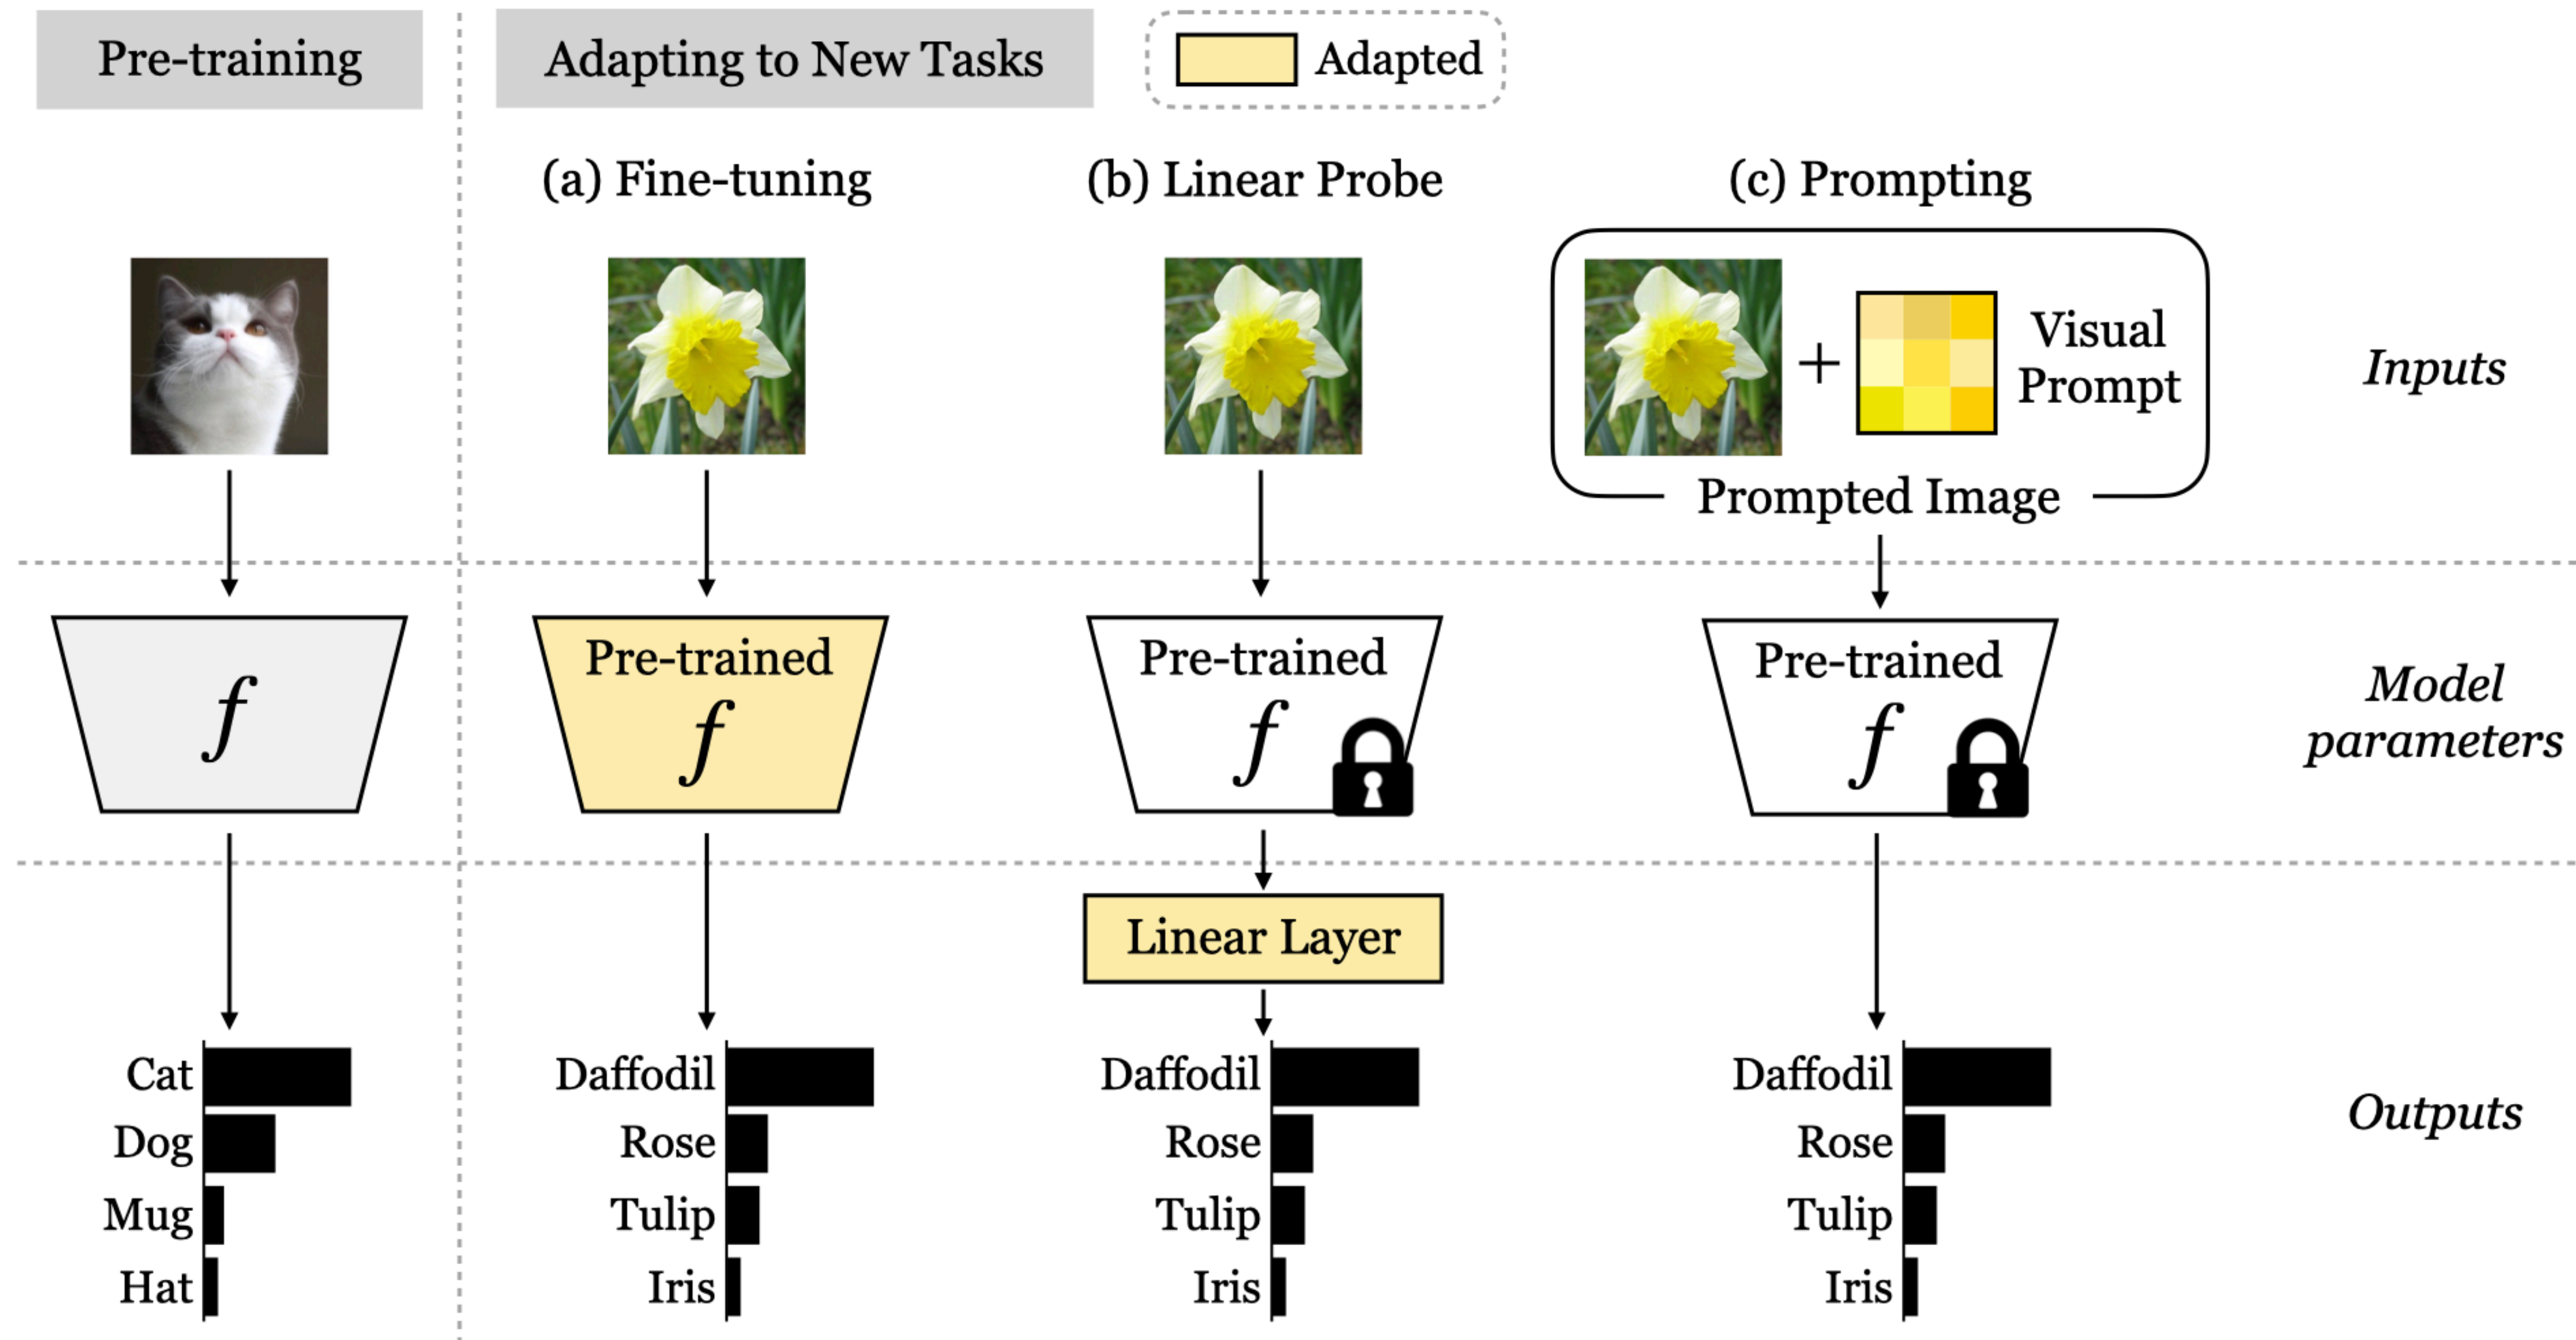 Pre-training
Adapting to New Tasks
Adapted
(a) Fine-tuning
(b) Linear Probe
(c) Prompting
+
Visual
Prompt
Prompted Image
Inputs
f
Pre-trained
f
Pre-trained
f
Pre-trained
f
Model
parameters
Linear Layer
Cat
Dog
Mug
Hat
Daffodil
Rose
Tulip
Iris
Daffodil
Rose
Tulip
Iris
Daffodil
Rose
Tulip
Iris
Outputs